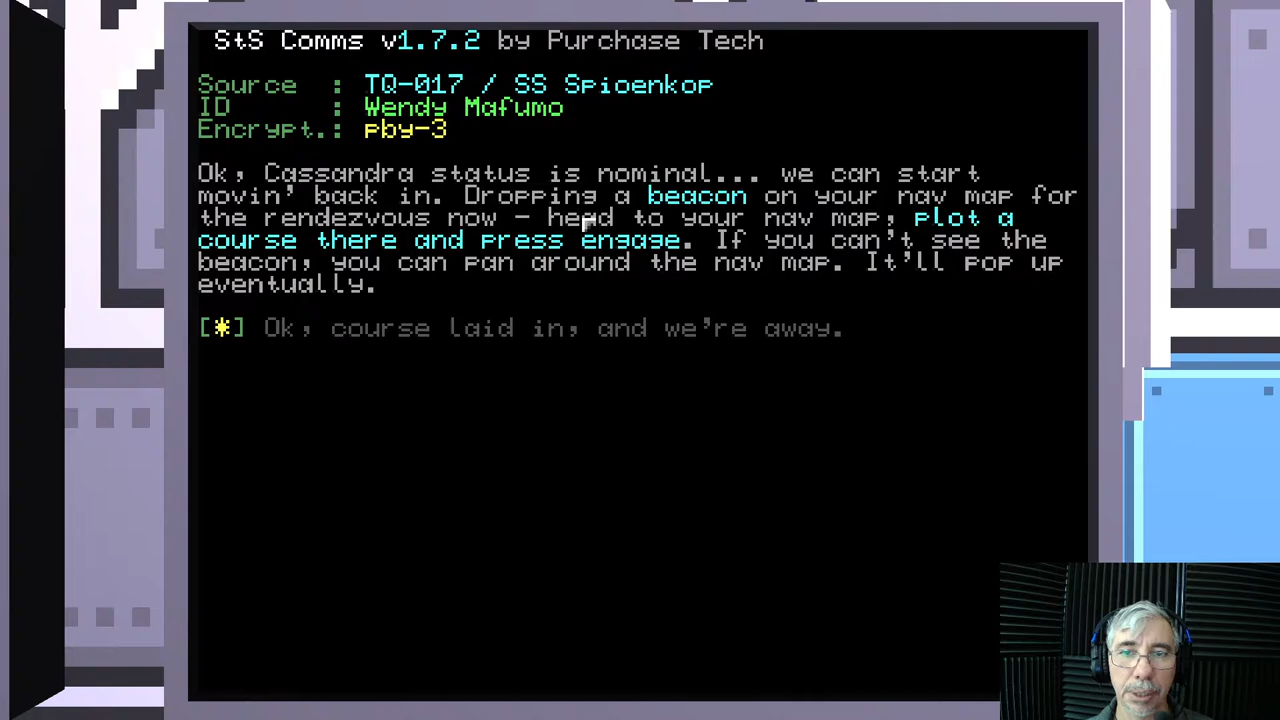 StS Comms v1.7.2 by Purchase Tech
Source : TQ-017 / SS Spioenkop
ID : Wendy Mafumo
Encrypt.: pby-3
Ok, Cassandra status is nominal... we can start
movin' back in. Dropping a beacon on your nav map for
the rendezvous now - head to your nav map, plot a
course there and press engage. If you can't see the
beacon, you can pan around the nav map. It'll pop up
eventually.
[*] Ok, course laid in, and we're away.